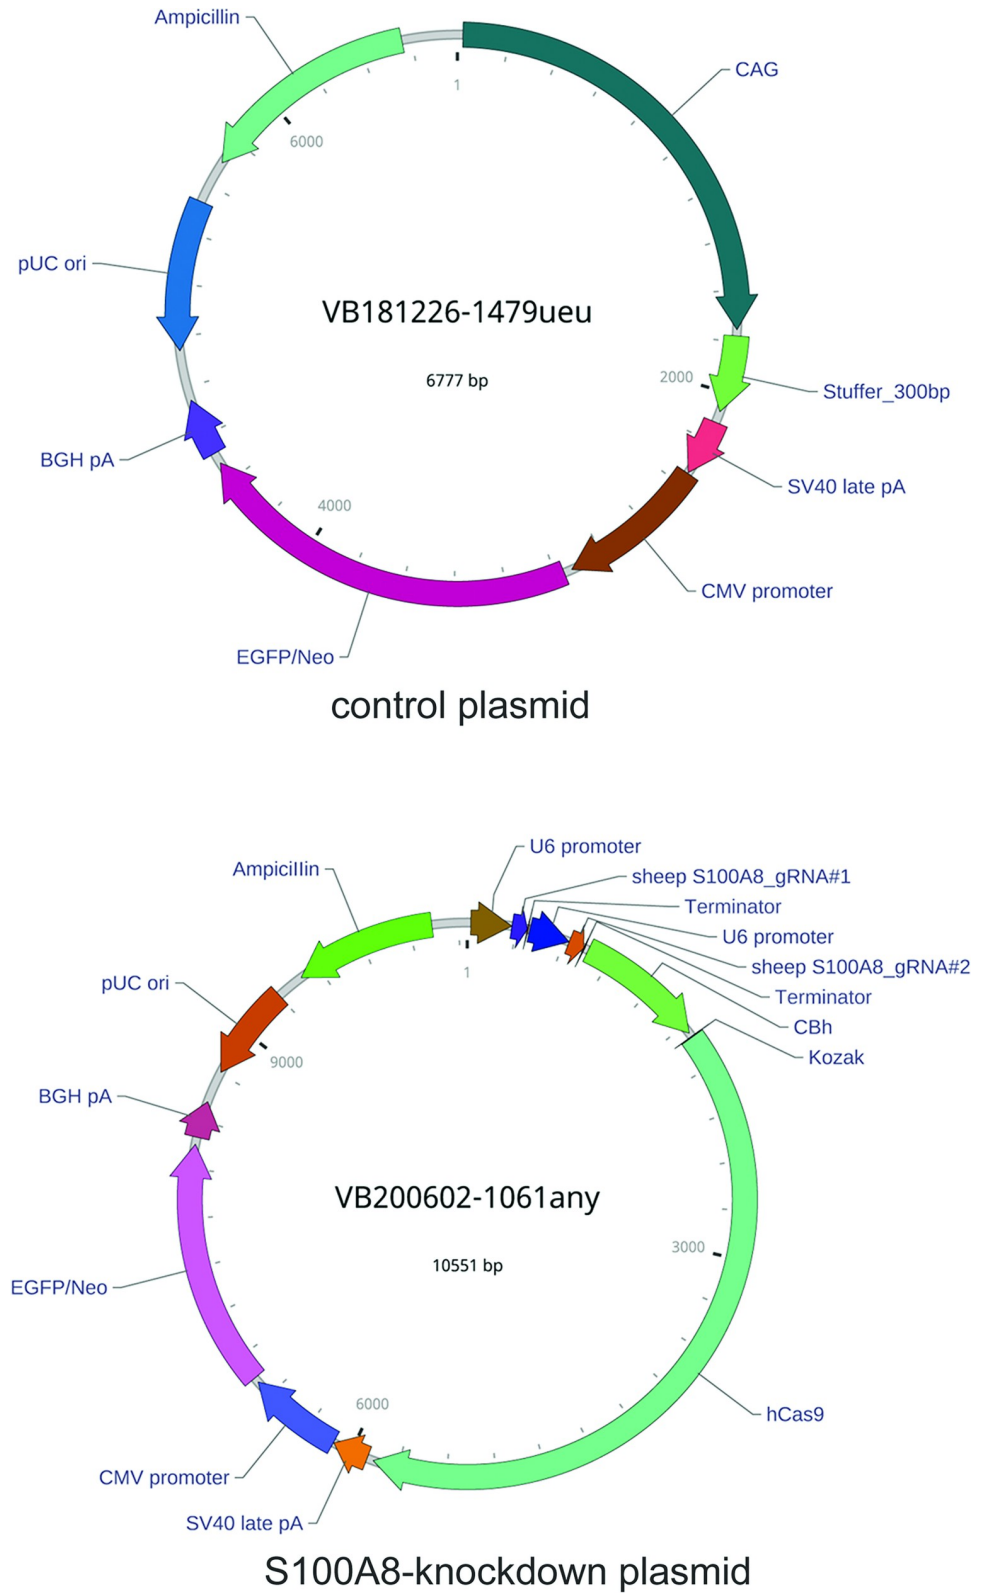 Ampicillin
CAG
1
6000
pUC ori
VB181226-1479ueu
6777 bp
2000
Stuffer_300bp
BGH pA
SV40 late pA
4000
CMV promoter
EGFP/Neo
control plasmid
U6 promoter
AmpiciIIin
sheep S100A8_gRNA#1
Terminator
U6 promoter
sheep S100A8_gRNA#2
1
pUC ori
Terminator
CBh
9000
Kozak
BGH pA
VB200602-1061any
3000
10551 bp
EGFP/Neo
6000
hCas9
CMV promoter
SV40 late pA
S100A8-knockdown plasmid